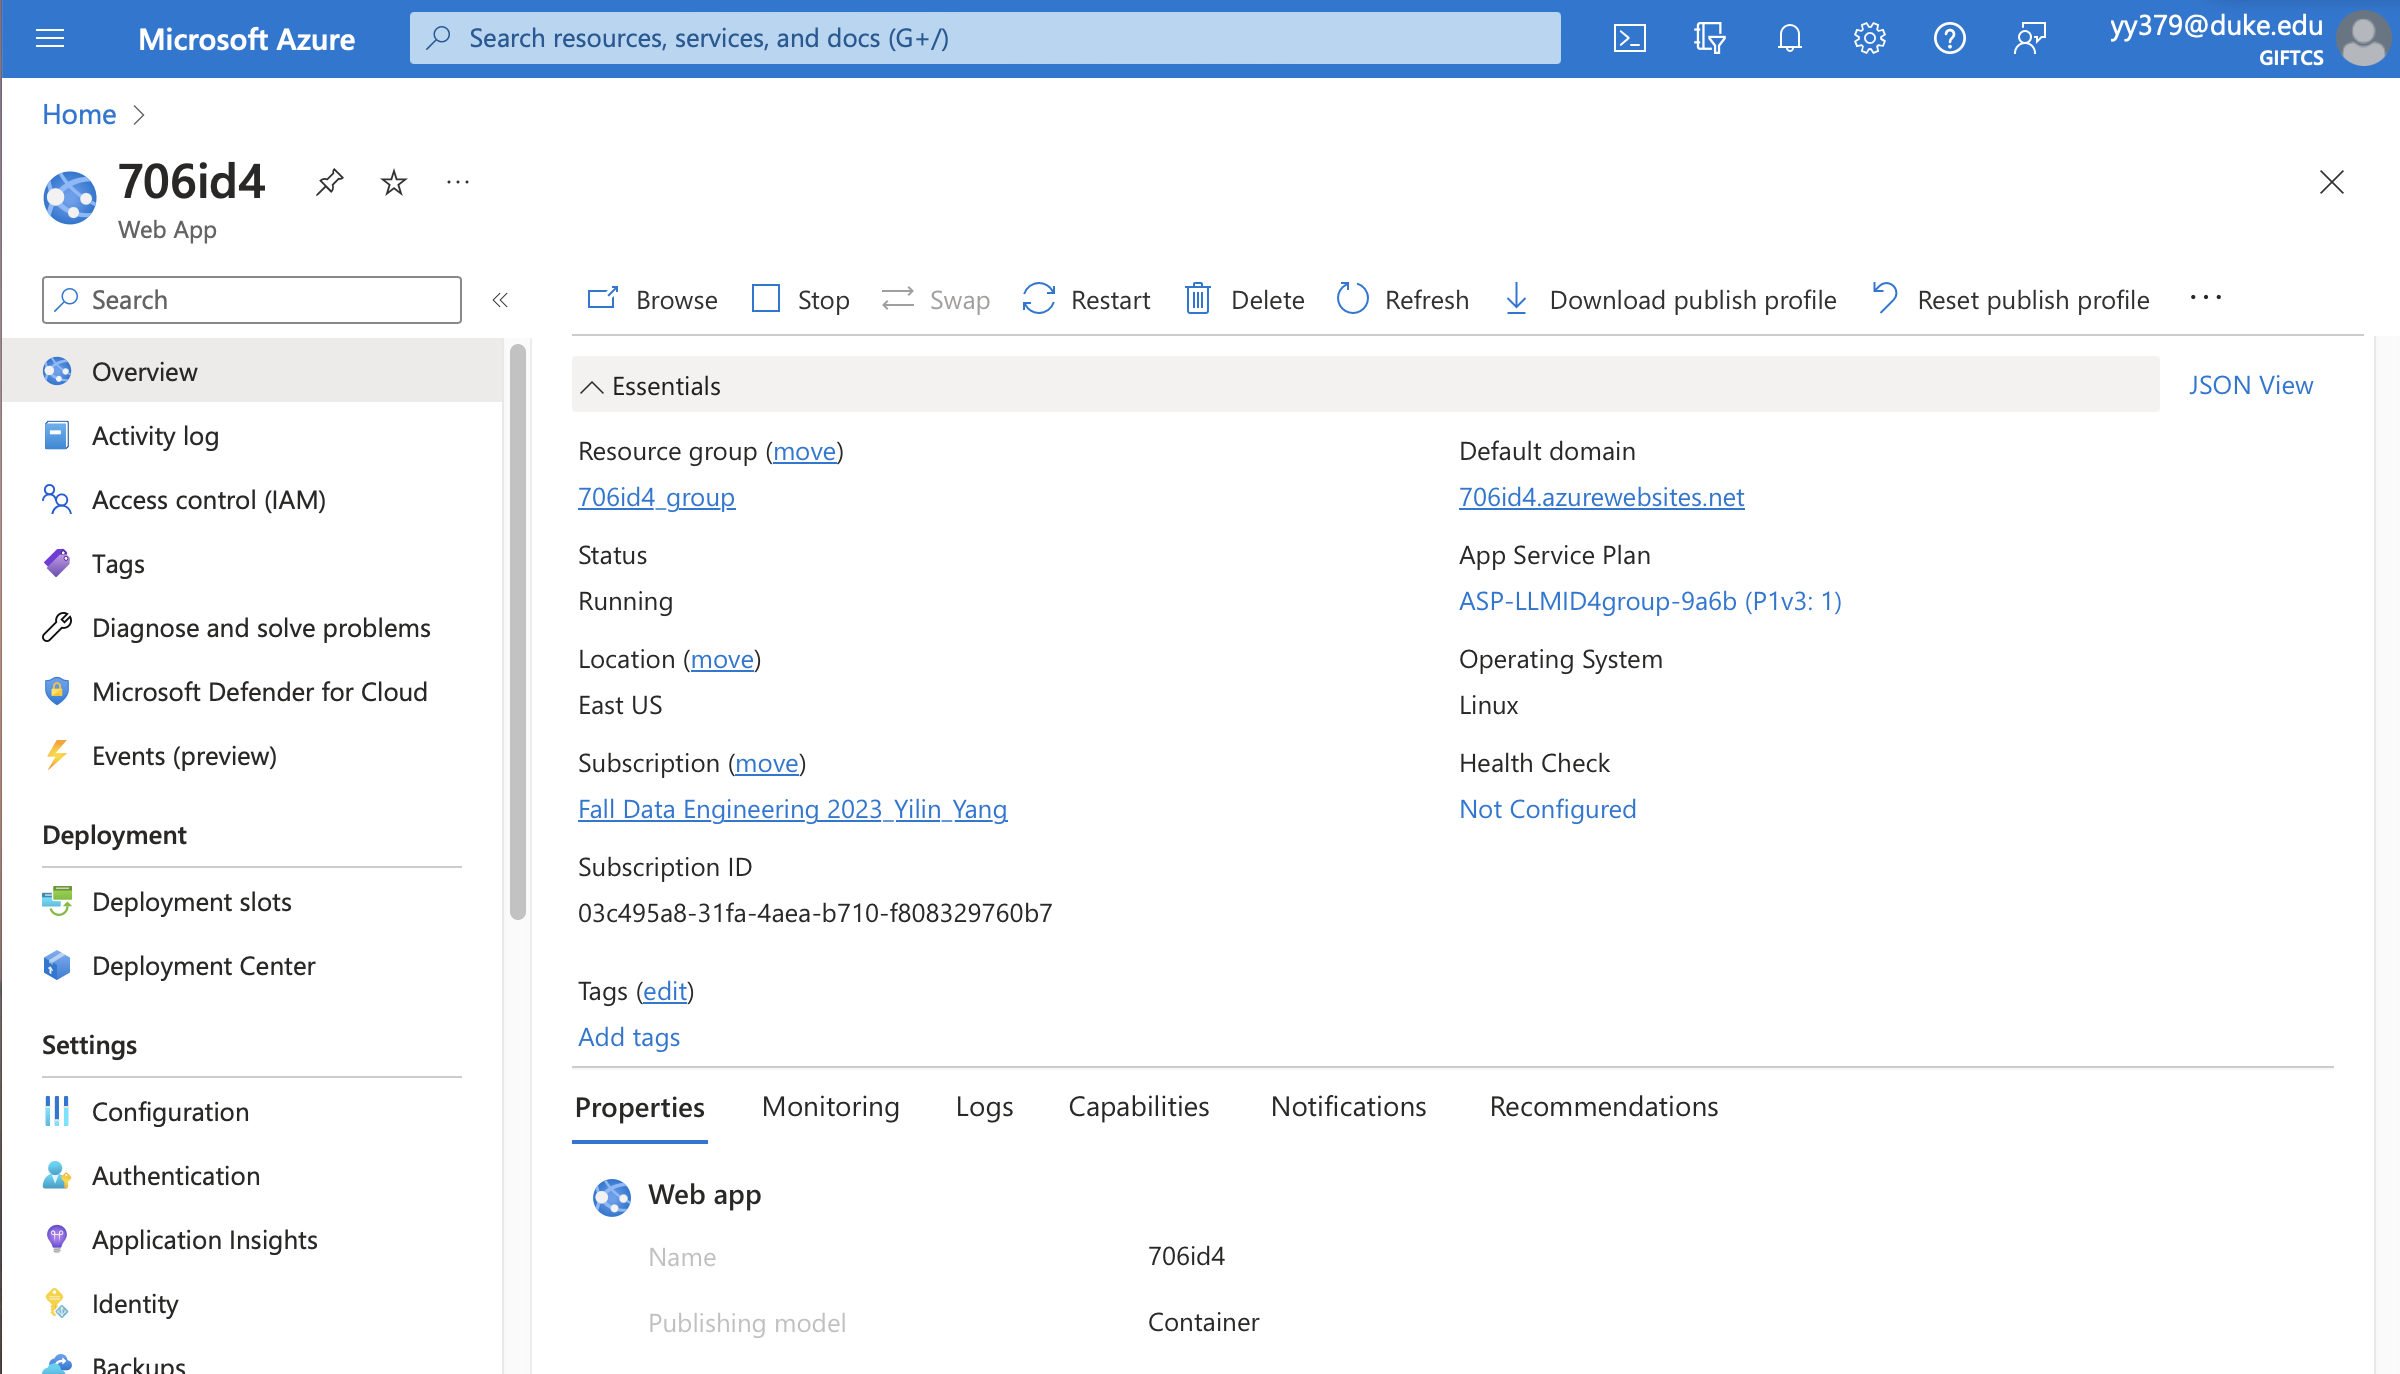 Microsoft Azure
Search resources, services, and docs (G+/)
yy379@duke.edu
GIFTCS
Home
706id4
Web App
Search
Browse
Stop
Swap
Restart
Delete
Refresh
Download publish profile
Reset publish profile
Overview
Activity log
Access control (IAM)
Tags
Diagnose and solve problems
Microsoft Defender for Cloud
Events (preview)
Deployment
Deployment slots
Deployment Center
Settings
Configuration
Authentication
Application Insights
Identity
Backups
Essentials
JSON View
Resource group (move)
706id4_group
Status
Running
Location (move)
East US
Subscription (move)
Fall Data Engineering 2023_Yilin_Yang
Subscription ID
03c495a8-31fa-4aea-b710-f808329760b7
Default domain
706id4.azurewebsites.net
App Service Plan
ASP-LLMID4group-9a6b (P1v3: 1)
Operating System
Linux
Health Check
Not Configured
Tags (edit)
Add tags
Properties
Monitoring
Logs
Capabilities
Notifications
Recommendations
Web app
Name
706id4
Publishing model
Container